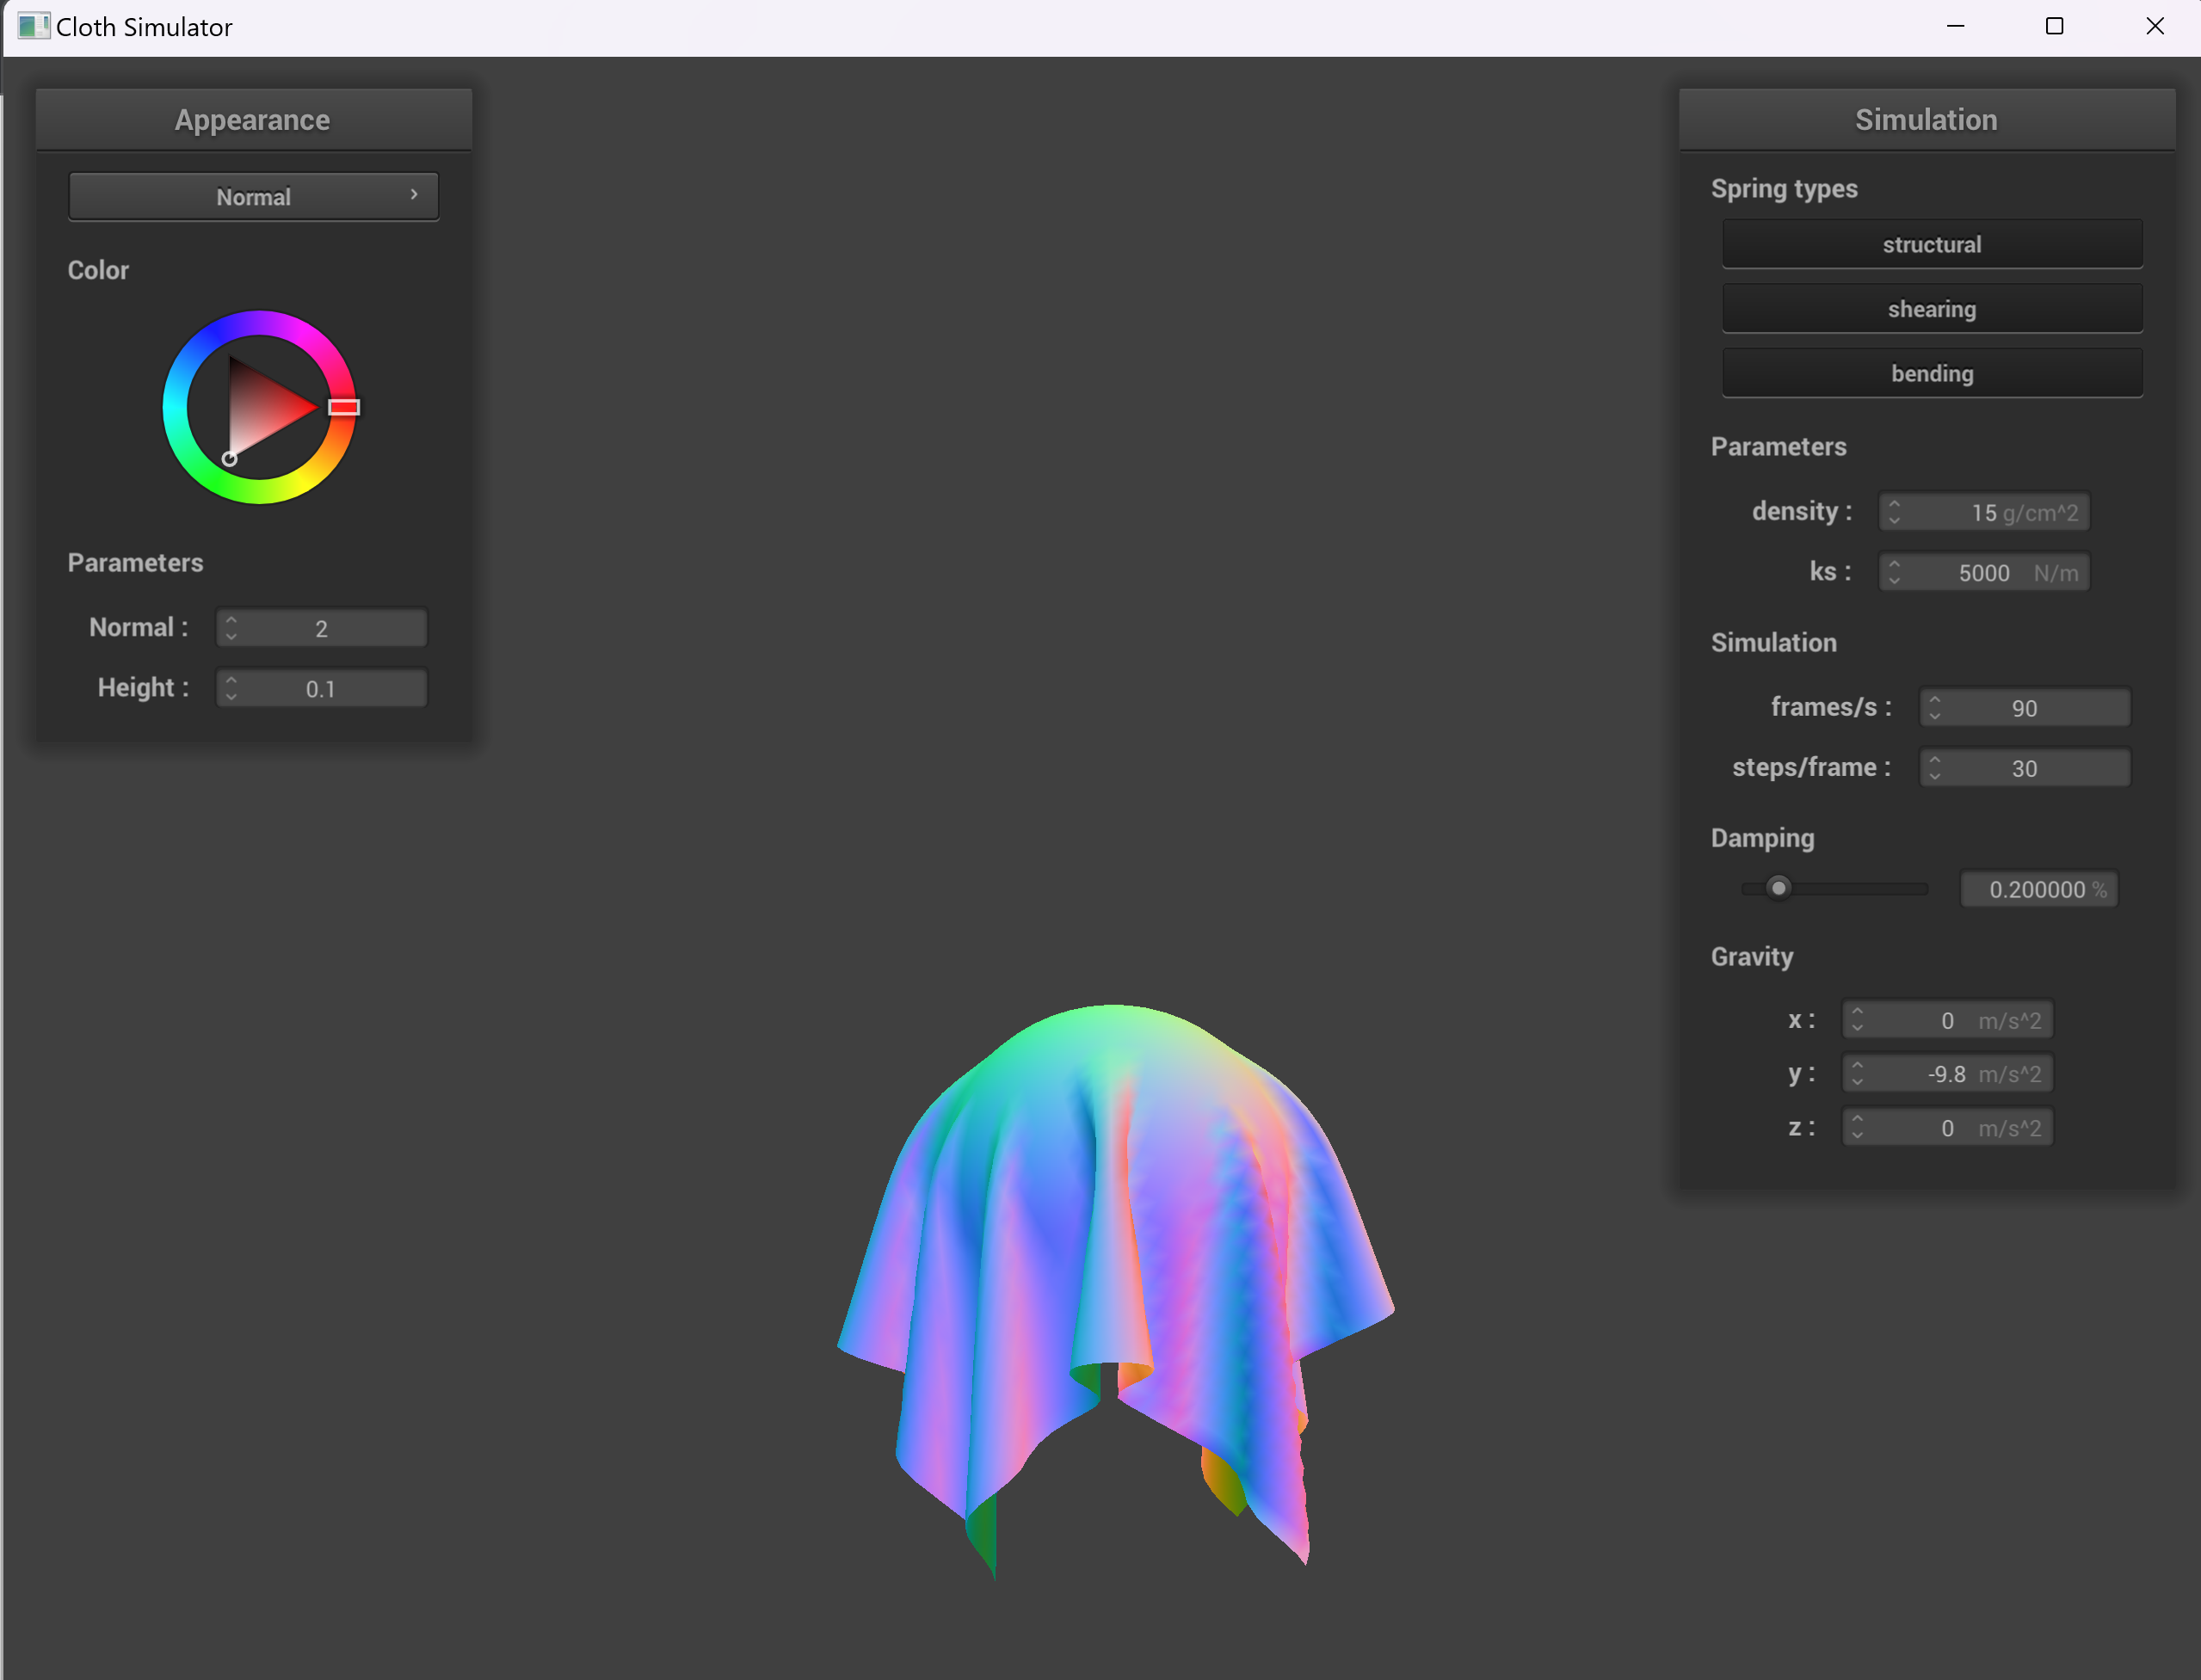 Cloth Simulator
Appearance
Normal
Color
Parameters
Normal : 2
Height : 0.1
Simulation
Spring types
structural
shearing
bending
Parameters
density : 15 g/cm^2
ks : 5000 N/m
Simulation
frames/s : 90
steps/frame : 30
Damping
0.200000 %
Gravity
x : 0 m/s^2
y : -9.8 m/s^2
z : 0 m/s^2